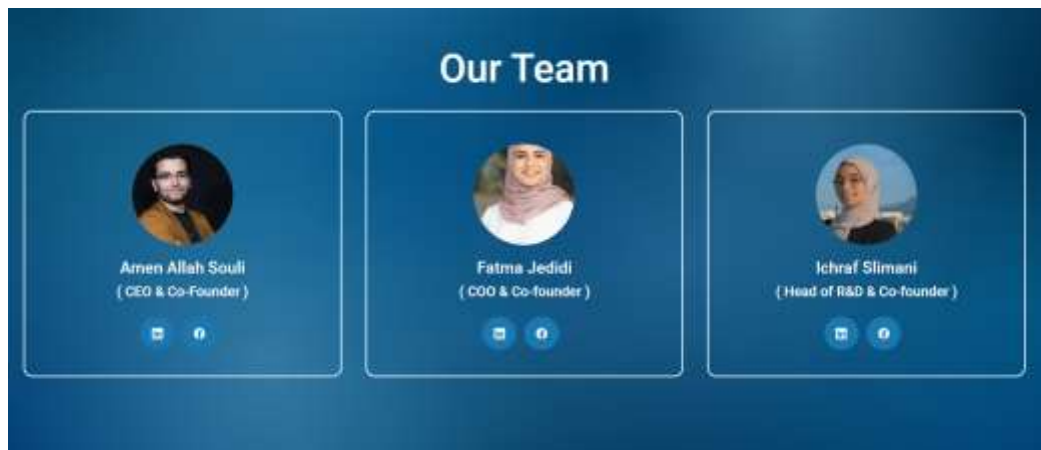 Our Team
Amen Allah Souli
( CEO & Co-Founder )
Fatma Jedidi
( COO & Co-founder )
Ichraf Slimani
( Head of R&D & Co-founder )